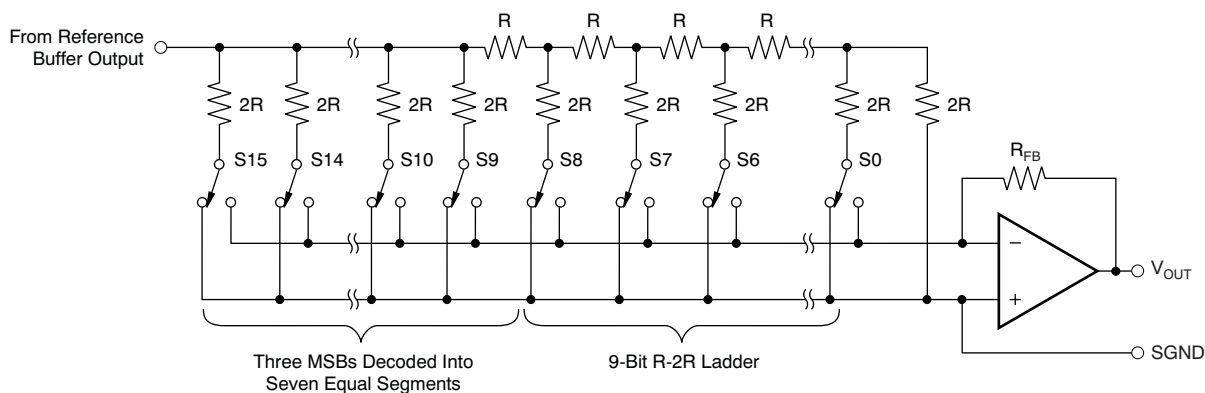 From Reference
Buffer Output
R
R
R
R
2R
2R
2R
2R
2R
2R
2R
2R
2R
S15
S14
S10
S9
S8
S7
S6
S0
RFB
−
+
VOUT
SGND
Three MSBs Decoded Into
Seven Equal Segments
9-Bit R-2R Ladder